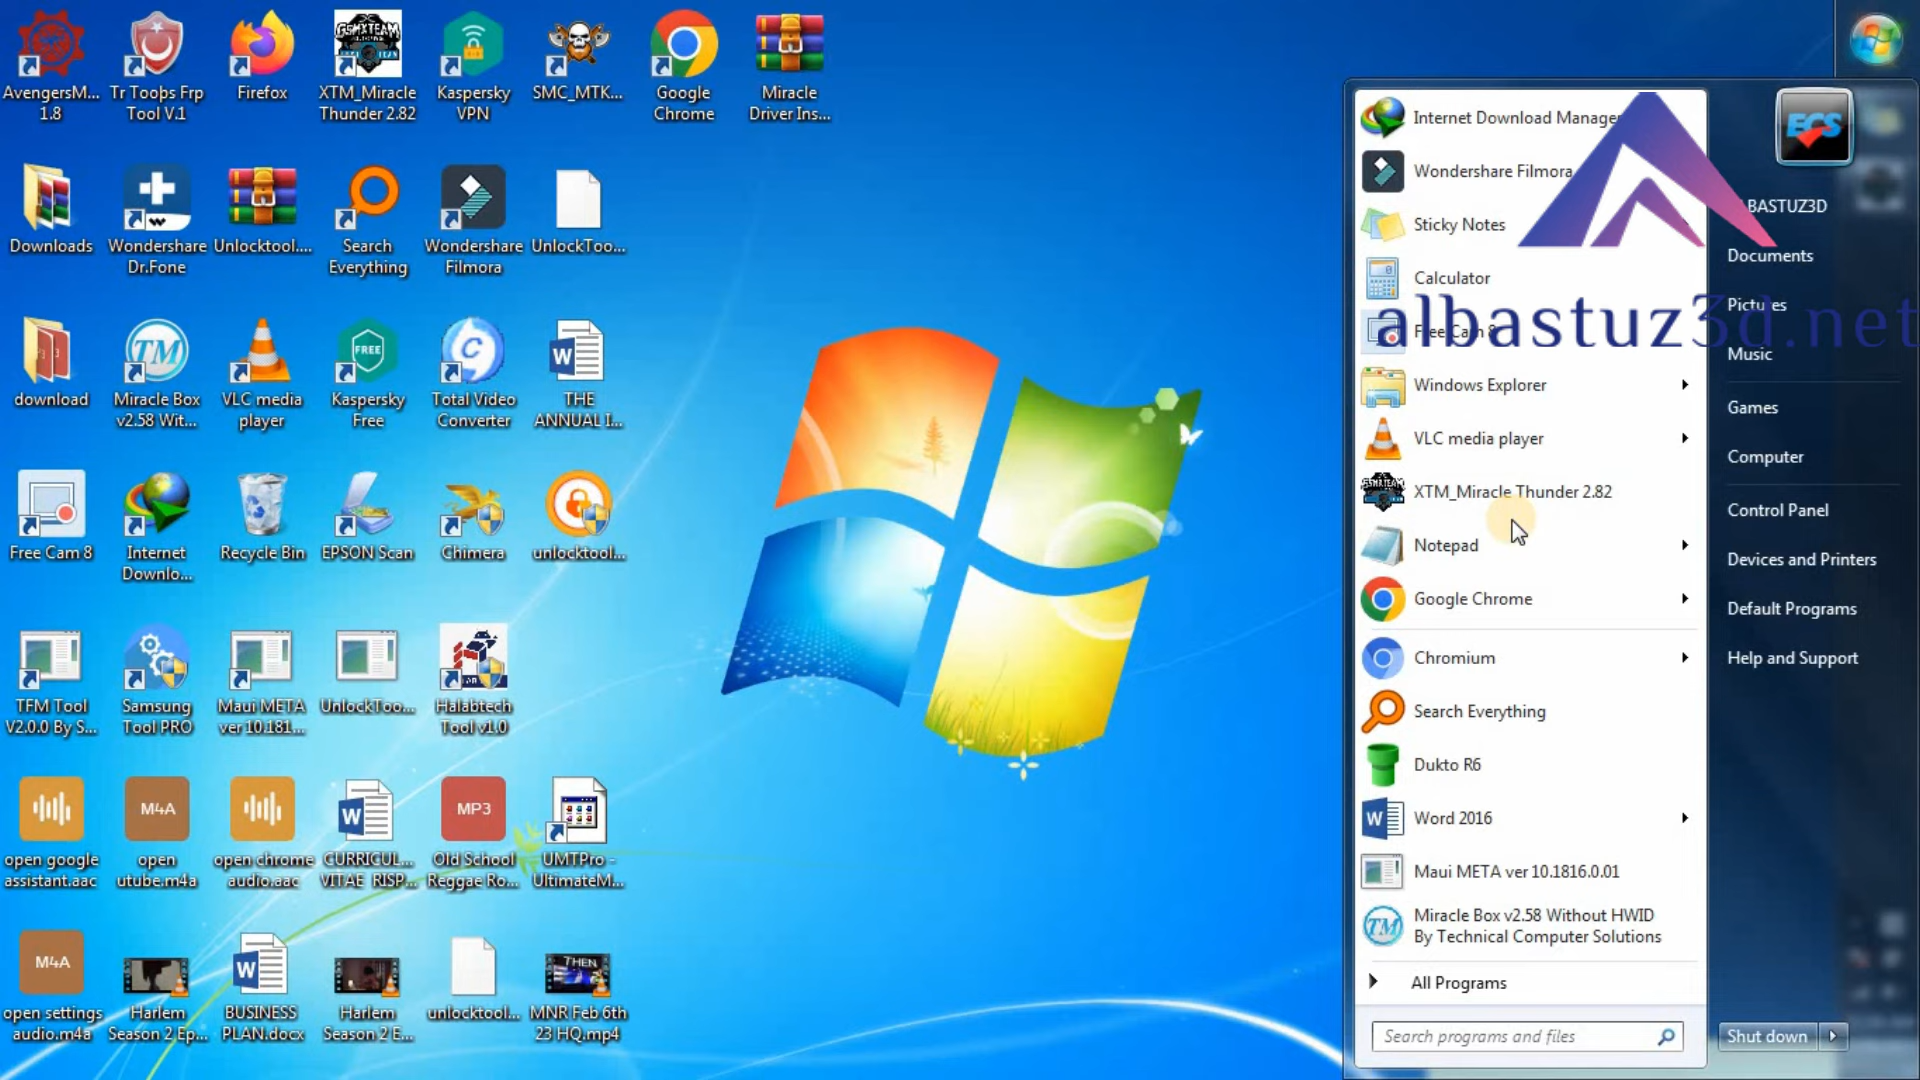 AvengersM...
1.8
Tr Tooþs Frp
Tool V.1
Firefox
XTM_Miracle
Thunder 2.82
Kaspersky
VPN
SMC_MTK...
Google
Chrome
Miracle
Driver Ins...
Downloads
Wondershare
Dr.Fone
Unlocktool....
Search
Everything
Wondershare
Filmora
UnlockToo...
download
Miracle Box
v2.58 Wit...
VLC media
player
FREE
Kaspersky
Free
Total Video
Converter
THE
ANNUAL I...
Free Cam 8
Internet
Downlo...
Recycle Bin
EPSON Scan
Chimera
unlocktool...
TFM Tool
V2.0.0 By S...
Samsung
Tool PRO
Maui META
ver 10.181...
UnlockToo...
Halabtech
Tool v1.0
open google
assistant.aac
M4A
open
utube.m4a
open chrome
audio.aac
CURRICUL...
VITAE RISP...
MP3
Old School
Reggae Ro...
UMTPro -
UltimateM...
M4A
open settings
audio.m4a
Harlem
Season 2 Ep...
BUSINESS
PLAN.docx
Harlem
Season 2 E...
unlocktool...
THEN
MNR Feb 6th
23 HQ.mp4
Internet Download Manager
Wondershare Filmora
Sticky Notes
Calculator
Free Cam 8
albastuz3d.net
Windows Explorer
VLC media player
XTM_Miracle Thunder 2.82
Notepad
Google Chrome
Chromium
Search Everything
Dukto R6
Word 2016
Maui META ver 10.1816.0.01
Miracle Box v2.58 Without HWID
By Technical Computer Solutions
All Programs
Search programs and files
ECS
BASTUZ3D
Documents
Pictures
Music
Games
Computer
Control Panel
Devices and Printers
Default Programs
Help and Support
Shut down